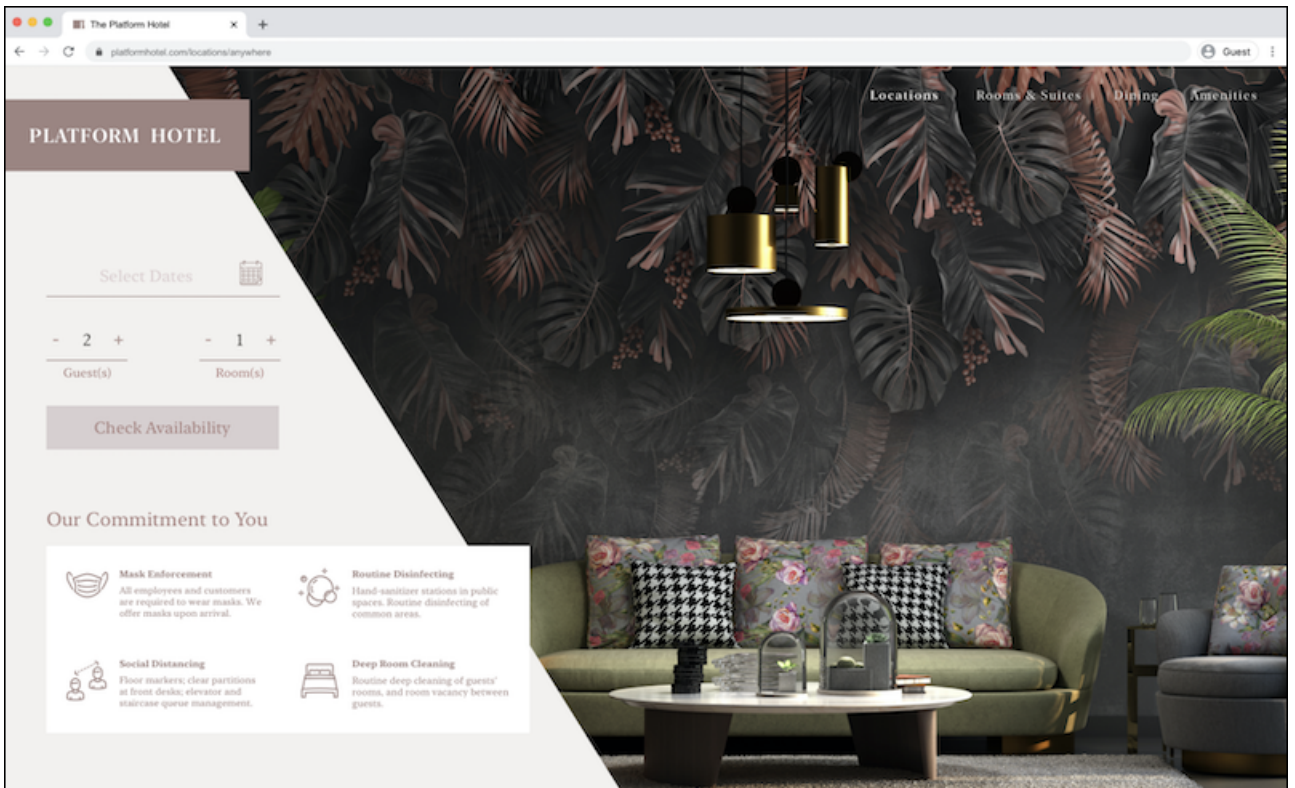 The Platform Hotel
platformhotel.com/locations/anywhere
Guest
Locations Rooms & Suites Dining Amenities
PLATFORM HOTEL
Select Dates
- 2 + - 1 +
Guest(s) Room(s)
Check Availability
Our Commitment to You
Mask Enforcement
All employees and customers
are required to wear masks. We
offer masks upon arrival.
Routine Disinfecting
Hand-sanitizer stations in public
spaces. Routine disinfecting of
common areas.
Social Distancing
Floor markers; clear partitions
at front desks; elevator and
staircase queue management.
Deep Room Cleaning
Routine deep cleaning of guests'
rooms, and room vacancy between
guests.